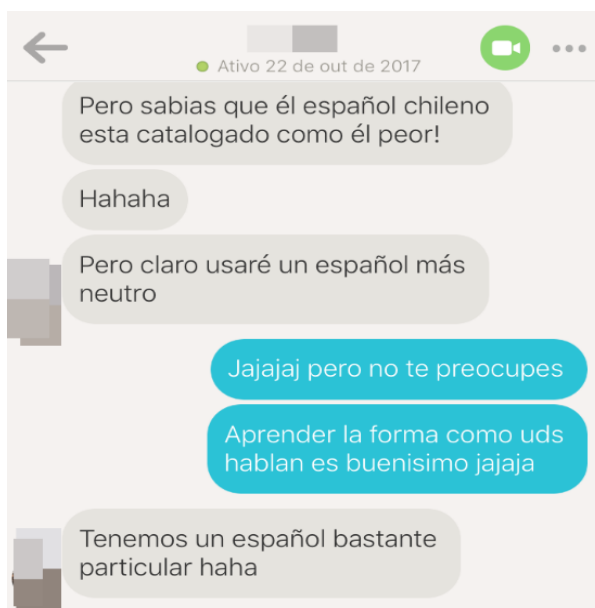 Ativo 22 de out de 2017
Pero sabias que él español chileno
esta catalogado como él peor!
Hahaha
Pero claro usaré un español más
neutro
Jajajaj pero no te preocupes
Aprender la forma como uds
hablan es buenisimo jajaja
Tenemos un español bastante
particular haha